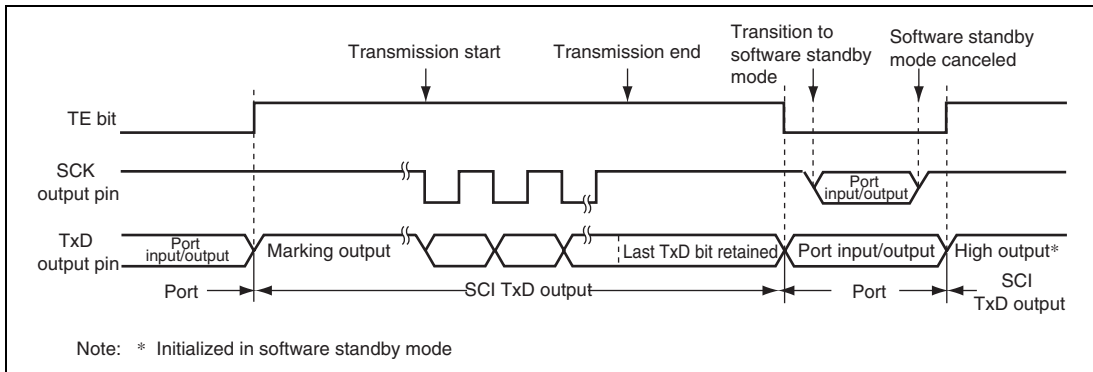 Transmission start
Transmission end
Transition to
software standby
mode
Software standby
mode canceled
TE bit
SCK
output pin
Port
input/output
TxD
output pin
Port
input/output
Marking output
Last TxD bit retained
Port input/output
High output*
Port
SCI TxD output
Port
SCI
TxD output
Note: * Initialized in software standby mode